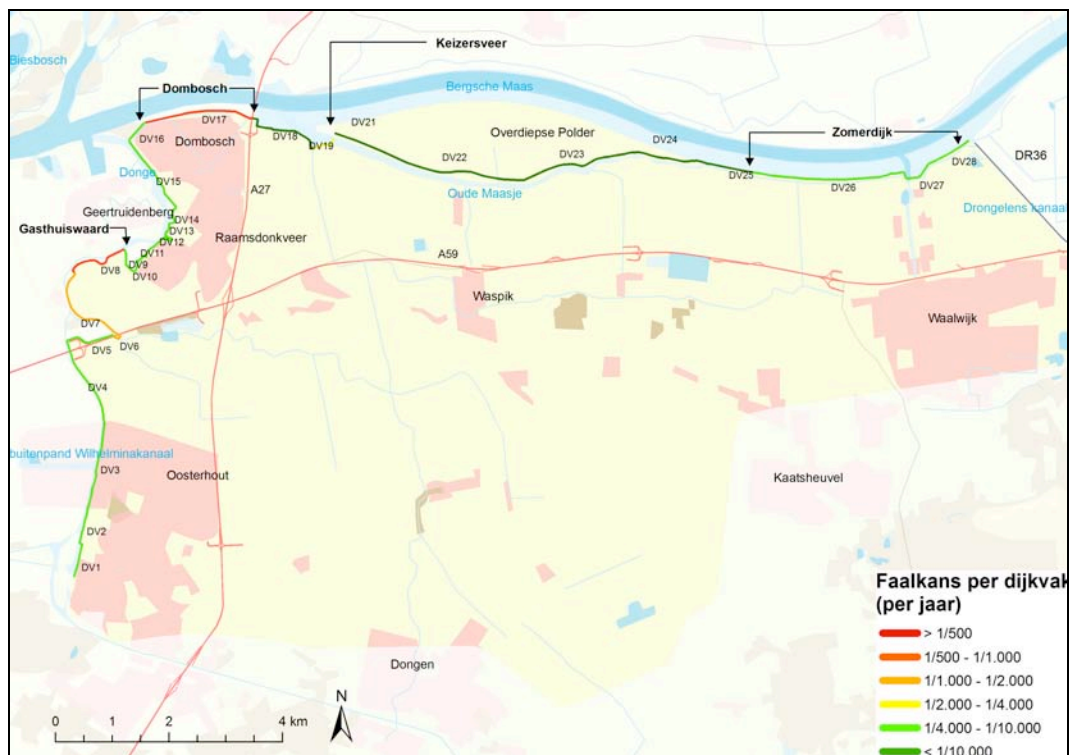 Keizersveer
Biesbosch
Bergsche Maas
Dombosch
DV21
DV17
Zomerdijk
DV18
Overdiepse Polder
DV24
Dombosch
DV19
DV16
DV22
DV23
DR36
DV28
Donge
DV25
DV15
A27
Oude Maasje
DV26
DV27
Geertruidenberg
DV14
Drongelens kanaal
DV13
Gasthuiswaard
DV12
Raamsdonkveer
DV11
A59
DV8
DV9
DV10
Waspik
Waalwijk
DV7
DV5
DV6
DV4
buitenpand Wilhelminakanaal
DV3
Oosterhout
Kaatsheuvel
DV2
DV1
Dongen
N
0 1 2 4 km
Faalkans per dijkvak
(per jaar)
> 1/500
1/500 - 1/1.000
1/1.000 - 1/2.000
1/2.000 - 1/4.000
1/4.000 - 1/10.000
< 1/10.000